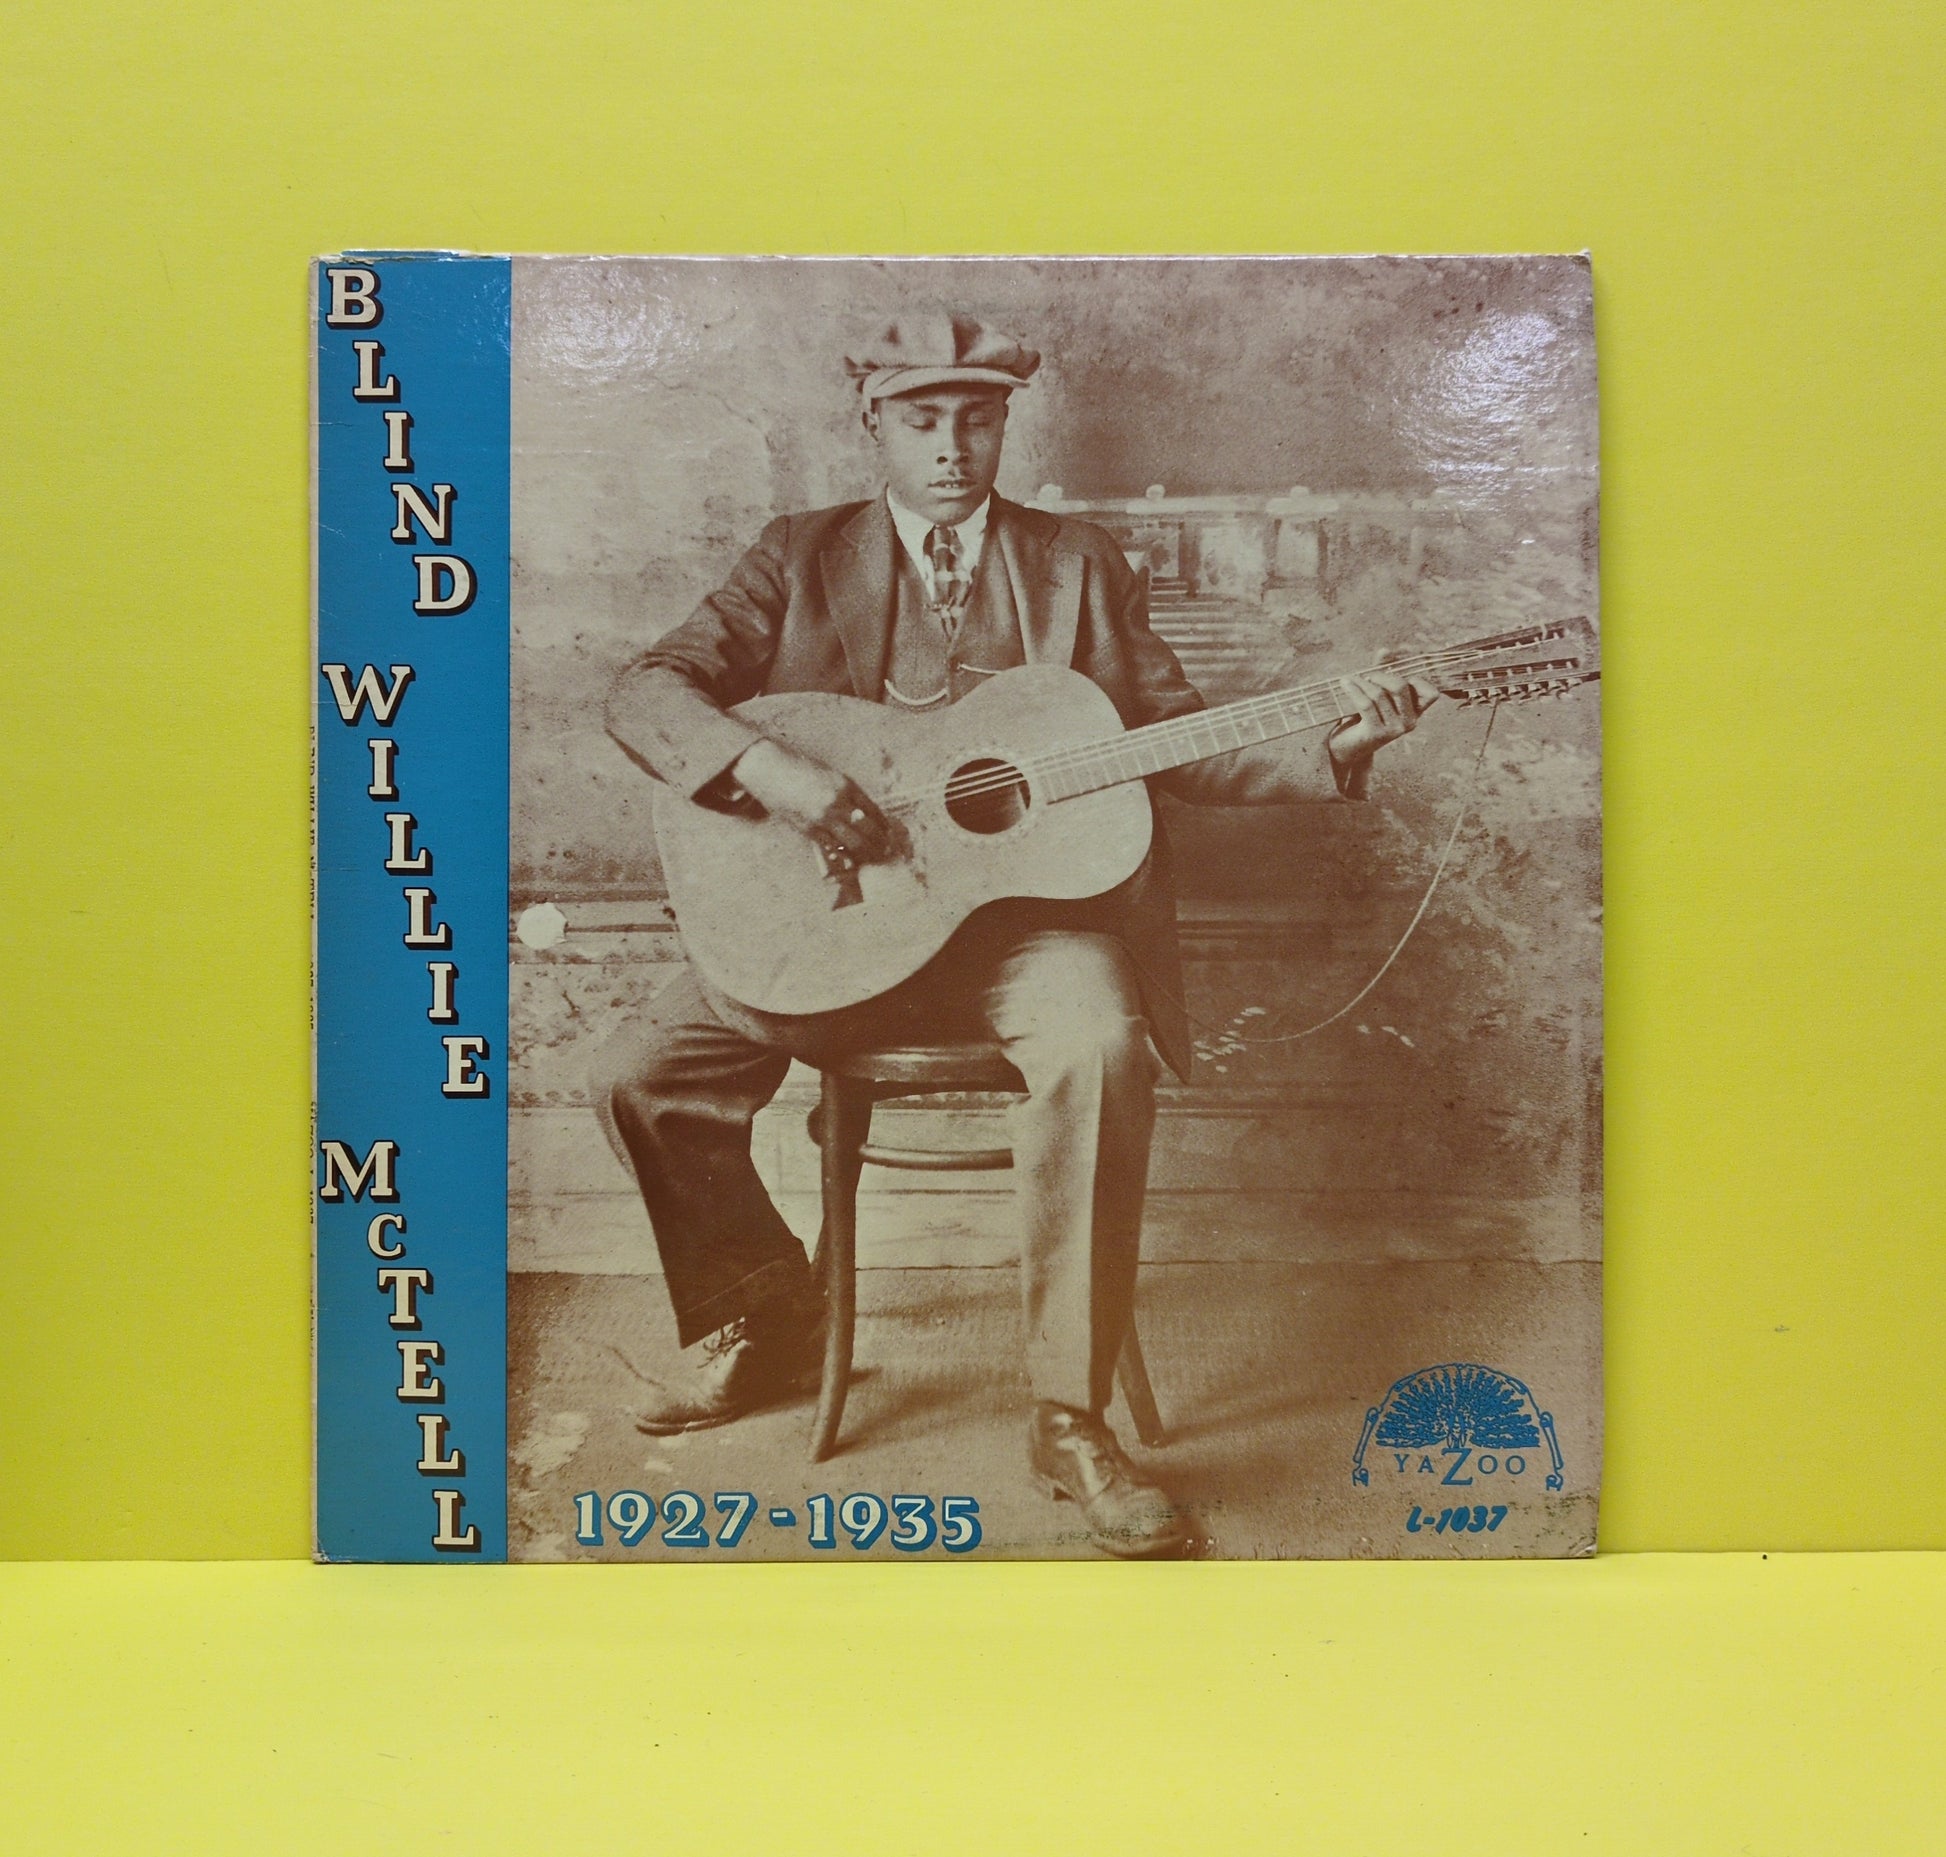 BLIND
WILLIE
McTELL
1927-1935
YAZOO
L-1037